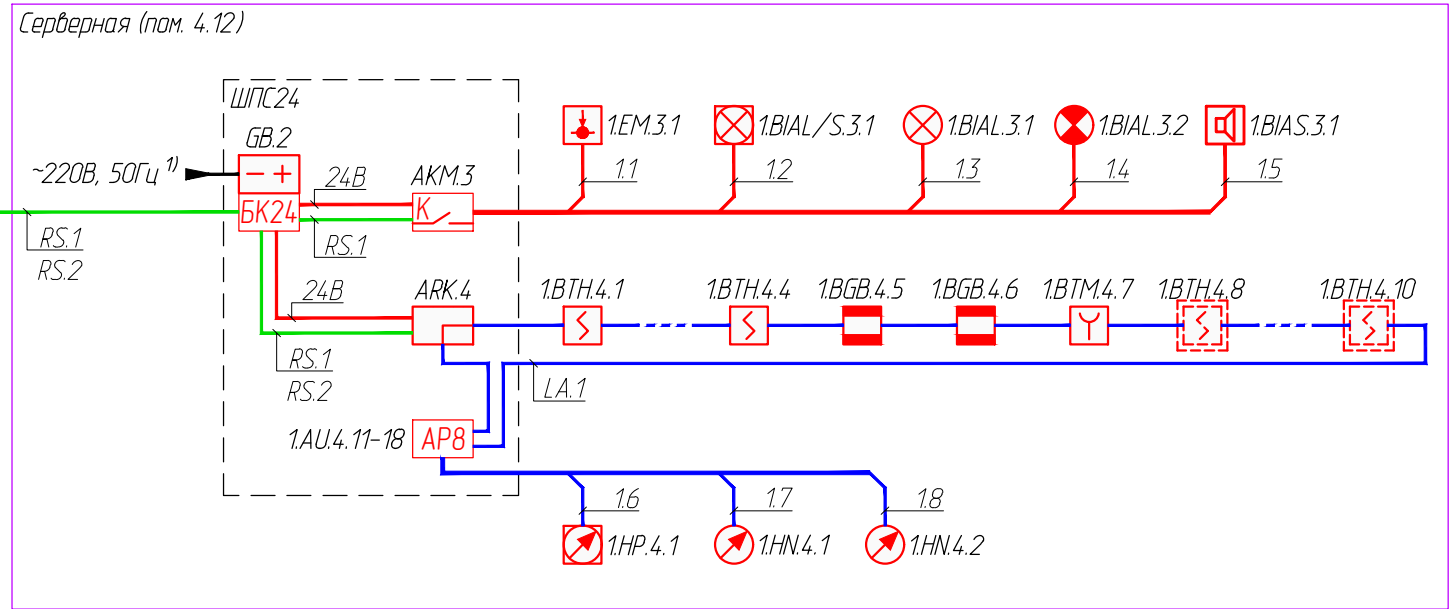 Серверная (пом. 4.12)
ШПС24
GB.2
~220В, 50Гц 1)
БК24
24В
RS.1
АКМ.3
К
1.EM.3.1
1.BIAL/S.3.1
1.BIAL.3.1
1.BIAL.3.2
1.BIAS.3.1
1.1
1.2
1.3
1.4
1.5
RS.1
RS.2
24В
RS.1
RS.2
ARK.4
1.BTH.4.1
1.BTH.4.4
1.BGB.4.5
1.BGB.4.6
1.BTM.4.7
1.BTH.4.8
1.BTH.4.10
LA.1
1.AU.4.11-18
АР8
1.6
1.7
1.8
1.HP.4.1
1.HN.4.1
1.HN.4.2